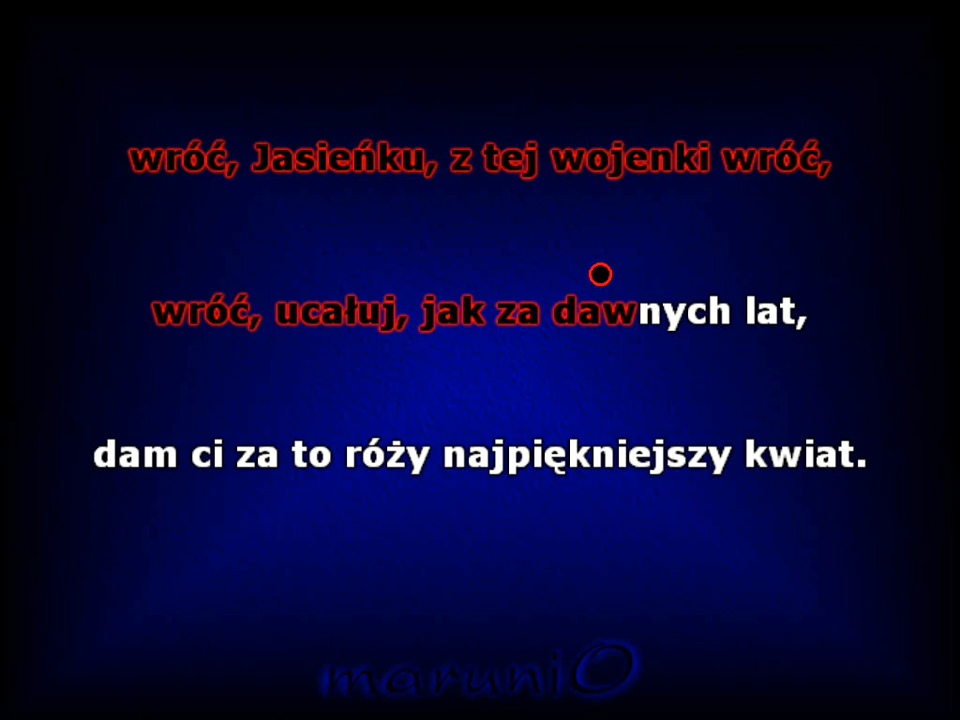 wróć, Jasieńku, z tej wojenki wróć,
wróć, ucałuj, jak za dawnych lat,
dam ci za to róży najpiękniejszy kwiat.
maruniO